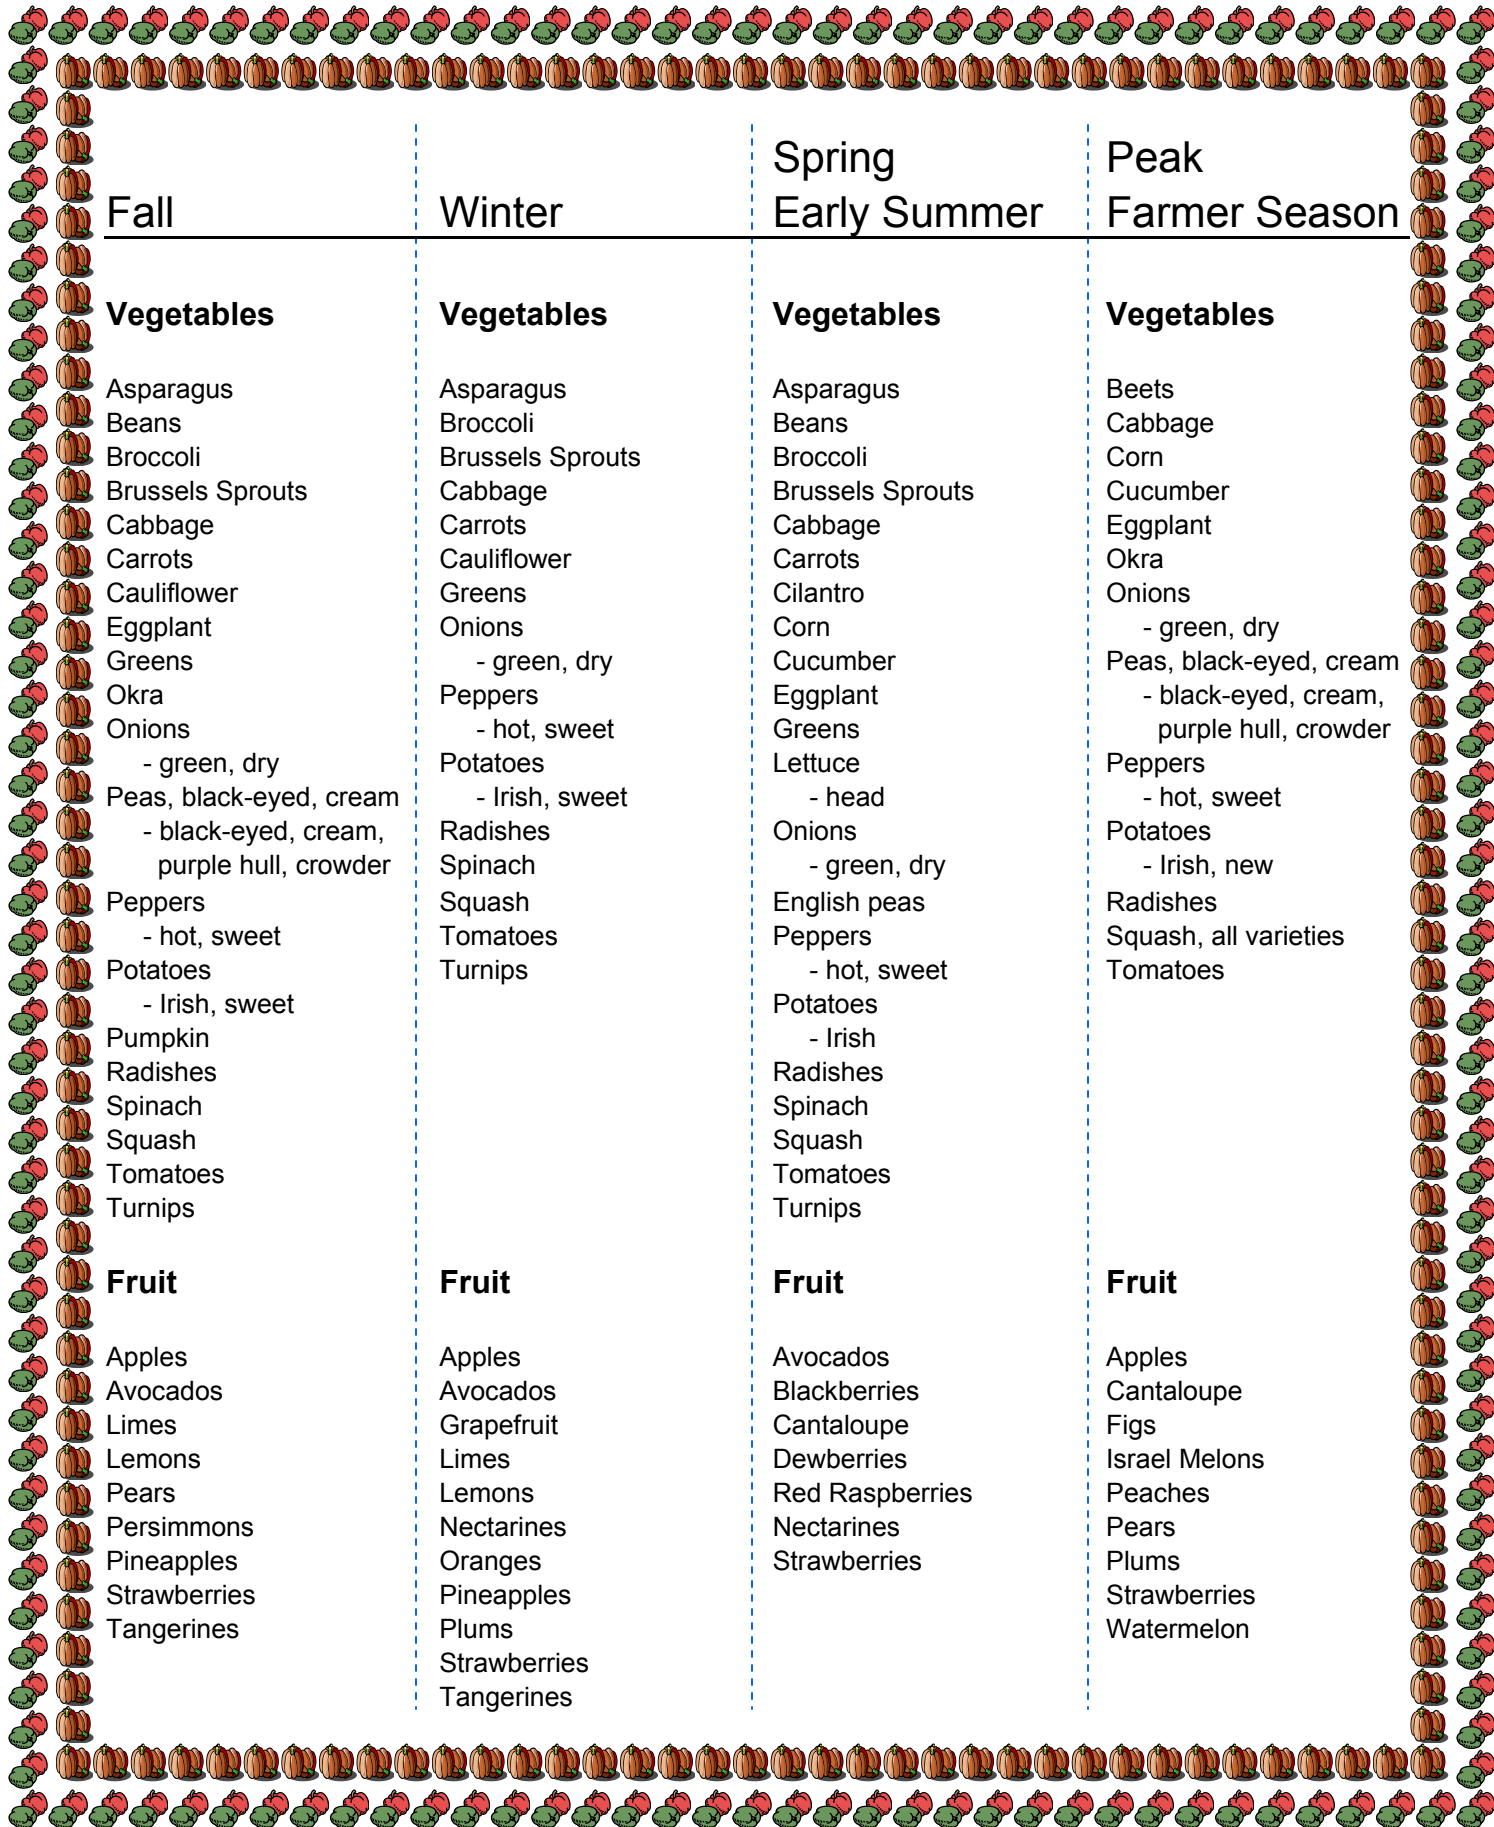 Fall
Vegetables
Asparagus
Beans
Broccoli
Brussels Sprouts
Cabbage
Carrots
Cauliflower
Eggplant
Greens
Okra
Onions
- green, dry
Peas, black-eyed, cream
- black-eyed, cream,
purple hull, crowder
Peppers
- hot, sweet
Potatoes
- Irish, sweet
Pumpkin
Radishes
Spinach
Squash
Tomatoes
Turnips
Fruit
Apples
Avocados
Limes
Lemons
Pears
Persimmons
Pineapples
Strawberries
Tangerines
Winter
Vegetables
Asparagus
Broccoli
Brussels Sprouts
Cabbage
Carrots
Cauliflower
Greens
Onions
- green, dry
Peppers
- hot, sweet
Potatoes
- Irish, sweet
Radishes
Spinach
Squash
Tomatoes
Turnips
Fruit
Apples
Avocados
Grapefruit
Limes
Lemons
Nectarines
Oranges
Pineapples
Plums
Strawberries
Tangerines
Spring
Early Summer
Vegetables
Asparagus
Beans
Broccoli
Brussels Sprouts
Cabbage
Carrots
Cilantro
Corn
Cucumber
Eggplant
Greens
Lettuce
- head
Onions
- green, dry
English peas
Peppers
- hot, sweet
Potatoes
- Irish
Radishes
Spinach
Squash
Tomatoes
Turnips
Fruit
Avocados
Blackberries
Cantaloupe
Dewberries
Red Raspberries
Nectarines
Strawberries
Peak
Farmer Season
Vegetables
Beets
Cabbage
Corn
Cucumber
Eggplant
Okra
Onions
- green, dry
Peas, black-eyed, cream
- black-eyed, cream,
purple hull, crowder
Peppers
- hot, sweet
Potatoes
- Irish, new
Radishes
Squash, all varieties
Tomatoes
Fruit
Apples
Cantaloupe
Figs
Israel Melons
Peaches
Pears
Plums
Strawberries
Watermelon